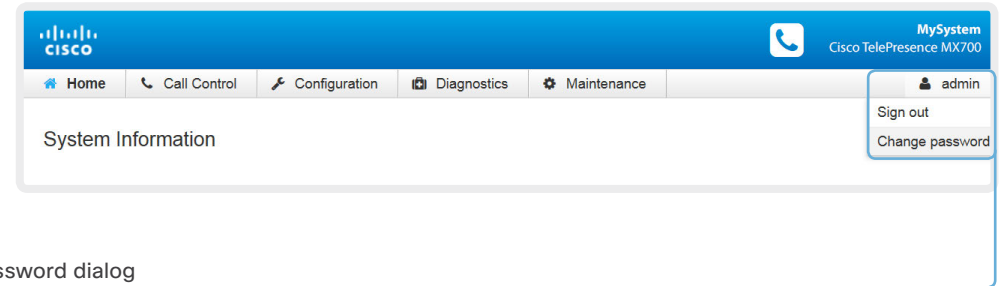 CISCO
MySystem
Cisco TelePresence MX700
Home Call Control Configuration Diagnostics Maintenance admin
Sign out
System Information
Change password
ssword dialog